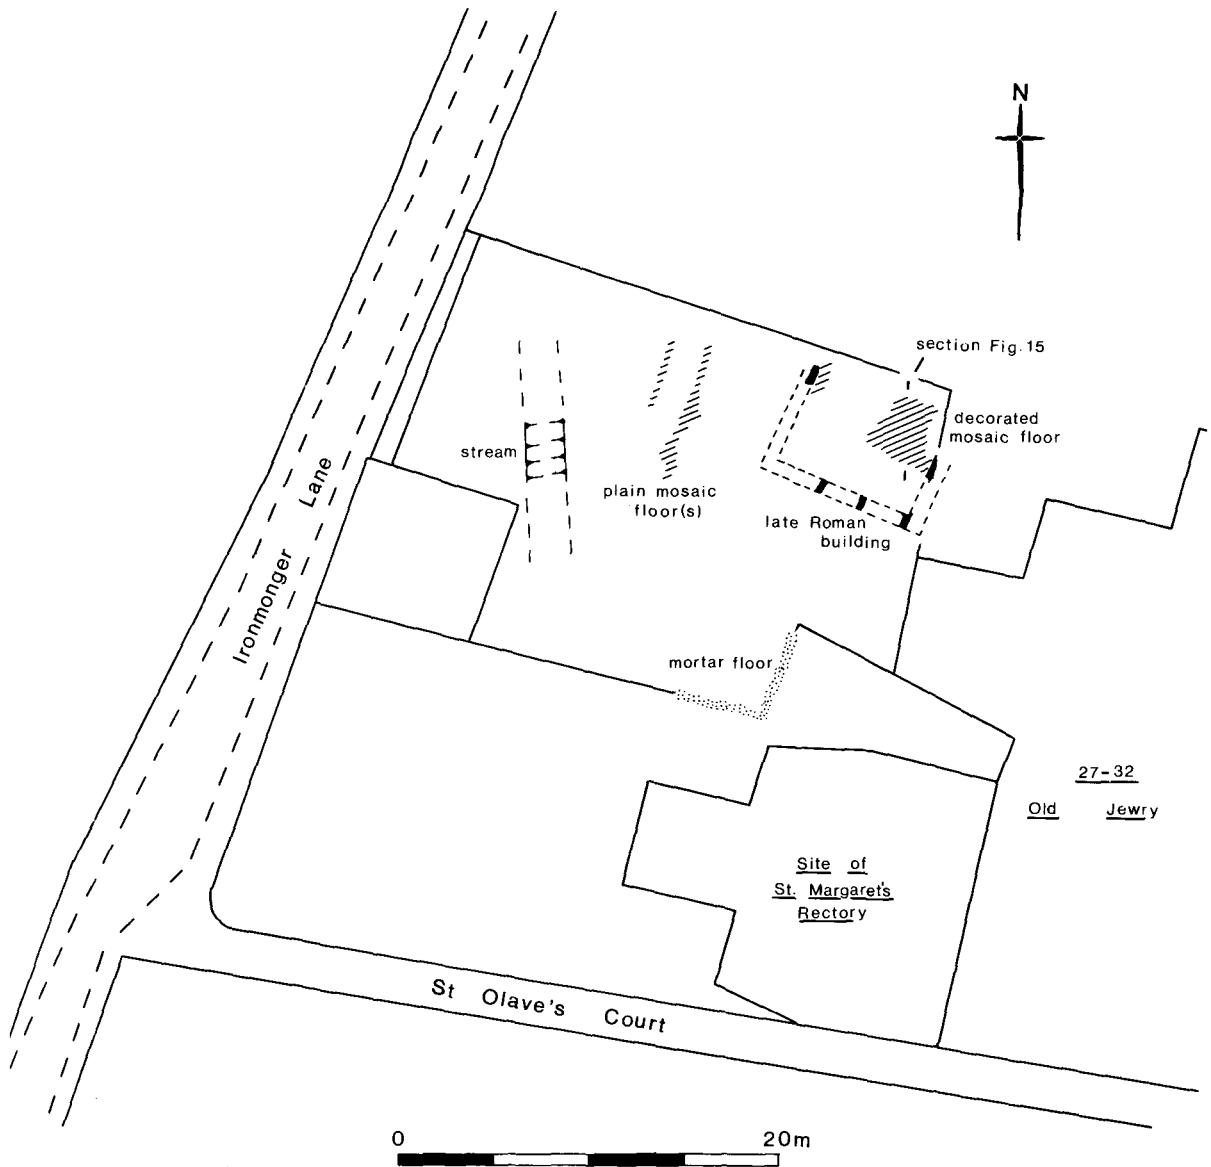 N
section Fig. 15
decorated
mosaic floor
stream
plain mosaic
floor(s)
late Roman
building
Ironmonger Lane
mortar floor
27-32
Old Jewry
Site of
St. Margaret's
Rectory
St Olave's Court
0 20m